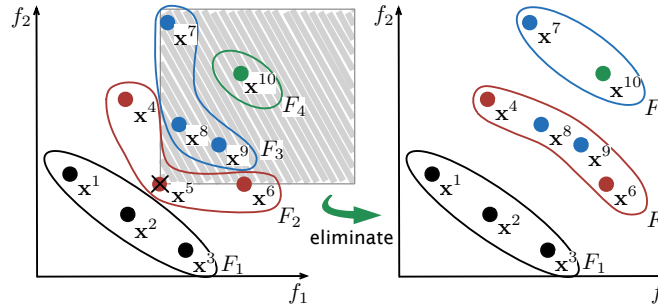 f₂
x⁷
x¹⁰
F₄
x⁴
x⁸
x⁹
F₃
x¹
x⁵
x⁶
F₂
x²
x³
F₁
f₁
eliminate
x⁷
x¹⁰
F
x⁴
x⁸
x⁹
x¹
x⁶
F
x²
x³
F₁
f